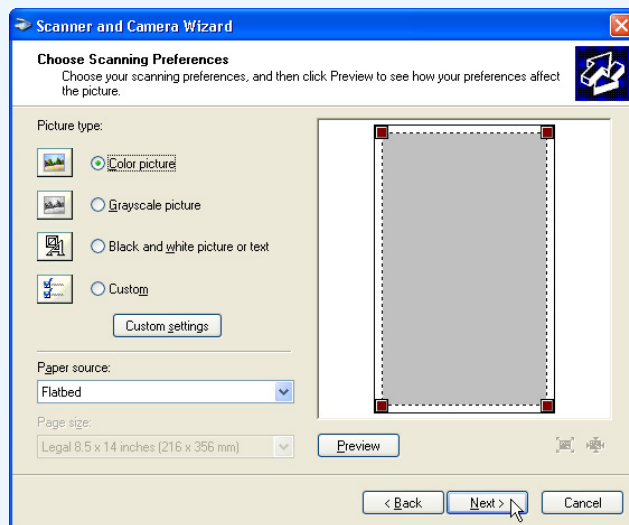 Scanner and Camera Wizard
Choose Scanning Preferences
Choose your scanning preferences, and then click Preview to see how your preferences affect
the picture.
Picture type:
Color picture
Grayscale picture
Black and white picture or text
Custom
Custom settings
Paper source:
Flatbed
Page size:
Legal 8.5 x 14 inches (216 x 356 mm)
Preview
< Back
Next >
Cancel